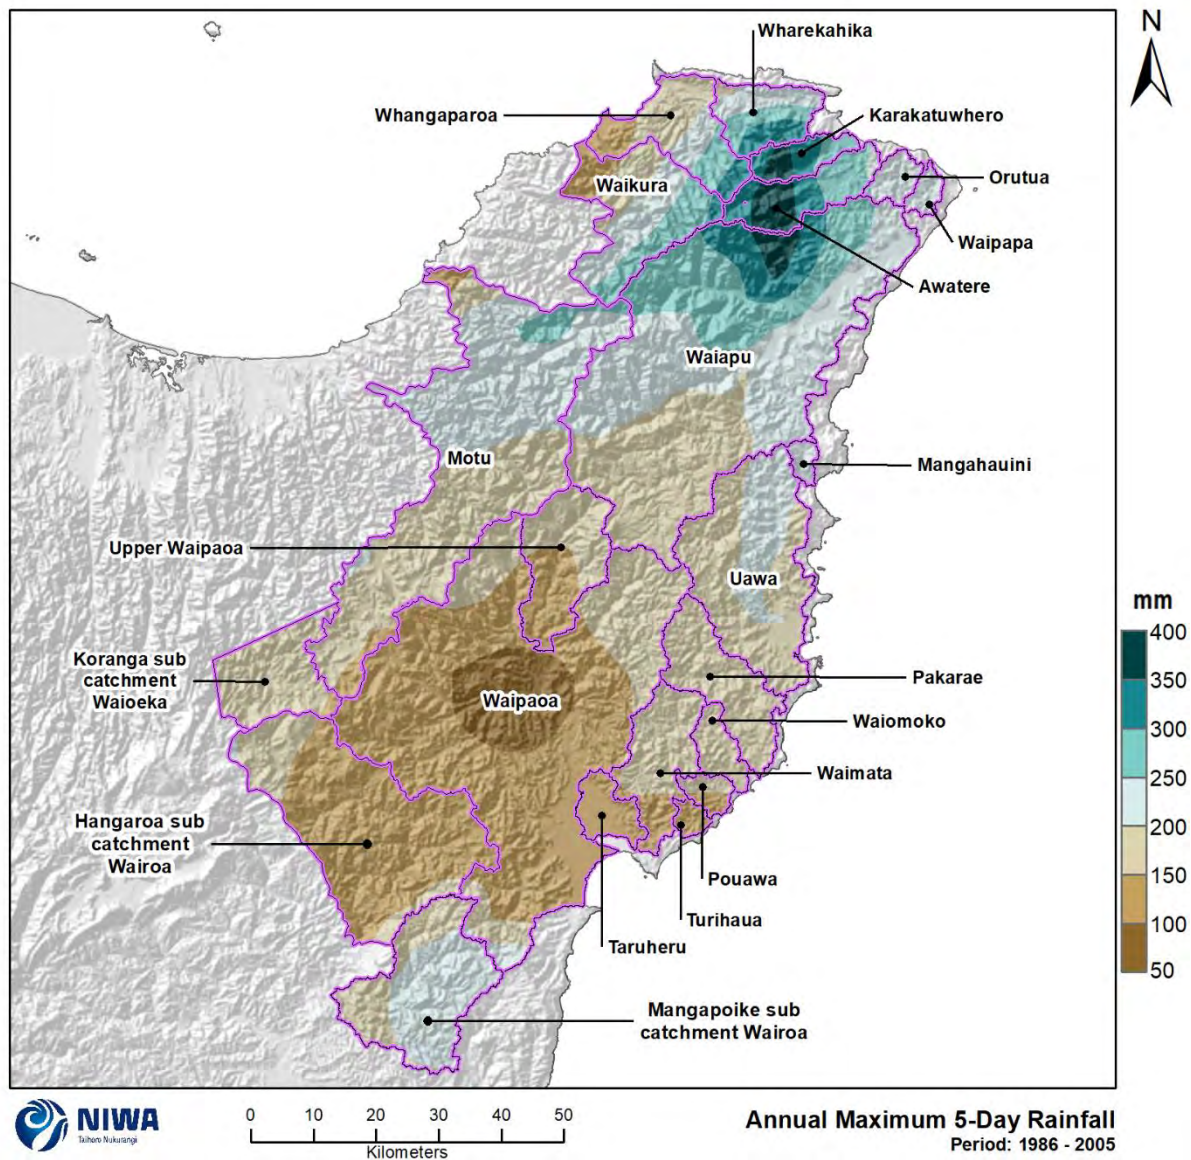 N
Wharekahika
Whangaparoa
Karakatuwhero
Orutua
Waikura
Waipapa
Awatere
Waiapu
Motu
Mangahauini
Upper Waipaoa
Uawa
mm
400
350
300
250
200
150
100
50
Koranga sub
catchment
Waioeka
Pakarae
Waipaoa
Waiomoko
Waimata
Hangaroa sub
catchment
Wairoa
Pouawa
Turihaua
Taruheru
Mangapoike sub
catchment Wairoa
NIWA
Taihoro Nukurangi
0 10 20 30 40 50
Kilometers
Annual Maximum 5-Day Rainfall
Period: 1986 - 2005